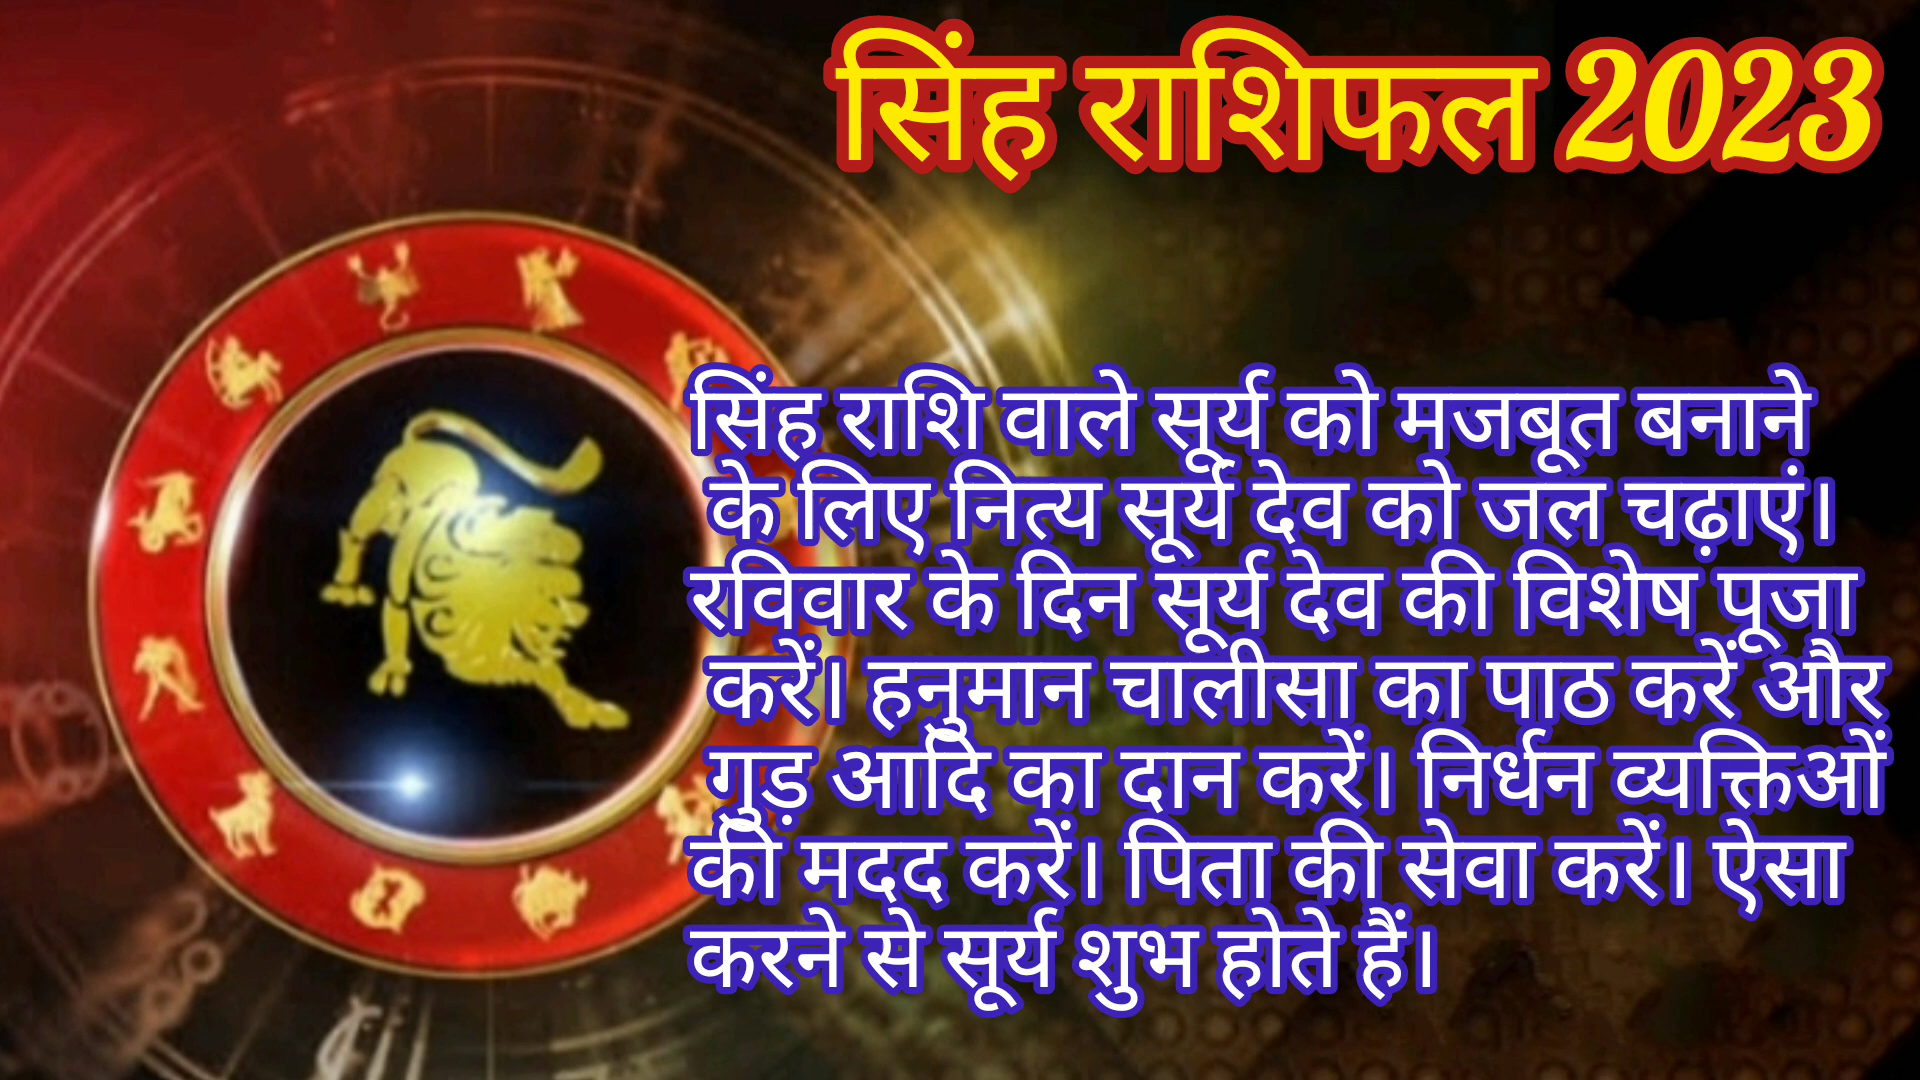 सिंह राशिफल 2023
सिंह राशि वाले सूर्य को मजबूत बनाने
के लिए नित्य सूर्य देव को जल चढ़ाएं।
रविवार के दिन सूर्य देव की विशेष पूजा
करें। हनुमान चालीसा का पाठ करें और
गुड़ आदि का दान करें। निर्धन व्यक्तिओं
की मदद करें। पिता की सेवा करें। ऐसा
करने से सूर्य शुभ होते हैं।